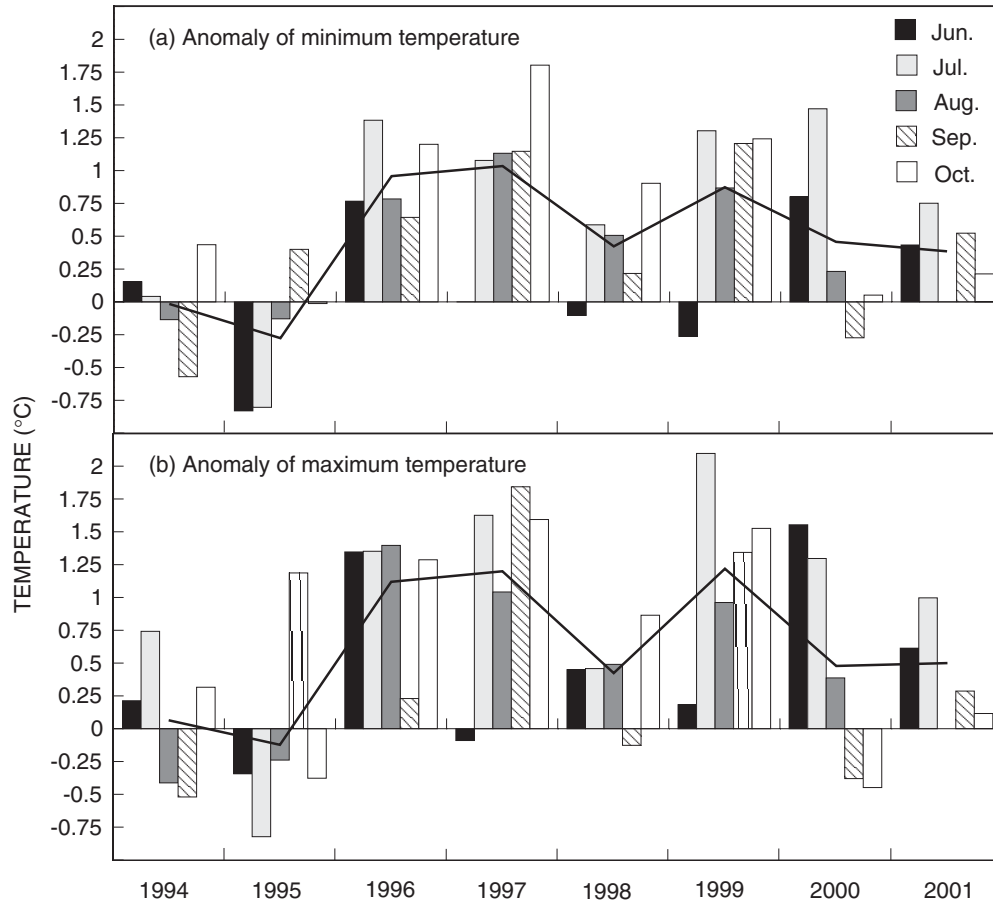 (a) Anomaly of minimum temperature
Jun.
Jul.
Aug.
Sep.
Oct.
2
1.75
1.5
1.25
1
0.75
0.5
0.25
0
-0.25
-0.5
-0.75
TEMPERATURE (°C)
(b) Anomaly of maximum temperature
2
1.75
1.5
1.25
1
0.75
0.5
0.25
0
-0.25
-0.5
-0.75
1994 1995 1996 1997 1998 1999 2000 2001